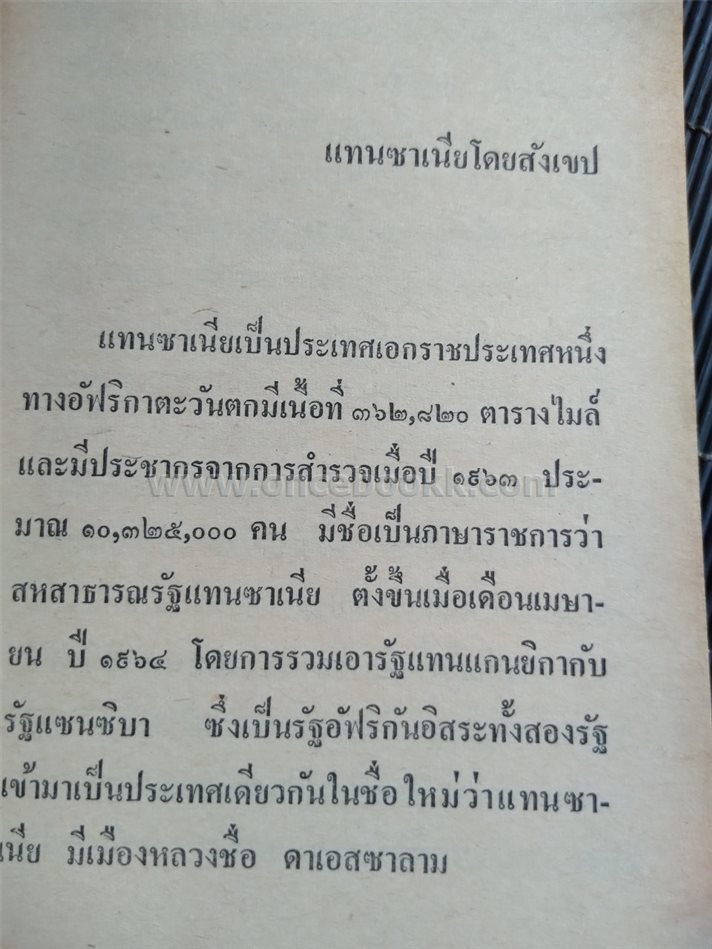 แทนซาเนียโดยสังเขป
แทนซาเนียเป็นประเทศเอกราชประเทศหนึ่ง
ทางอัฟริกาตะวันตกมีเนื้อที่ ๓๖๒,๘๒๐ ตารางไมล์
และมีประชากรจากการสำรวจเมื่อปี ๑๙๖๓ ประ-
www.officebookk.com
มาณ ๑๐,๓๒๕,๐๐๐ คน มีชื่อเป็นภาษาราชการว่า
สหสาธารณรัฐแทนซาเนีย ตั้งขึ้นเมื่อเดือนเมษา-
ยน ปี ๑๙๖๔ โดยการรวมเอารัฐแทนแกนยิกากับ
รัฐแซนซิบา ซึ่งเป็นรัฐอัฟริกันอิสระทั้งสองรัฐ
เข้ามาเป็นประเทศเดียวกันในชื่อใหม่ว่าแทนซา-
เนีย มีเมืองหลวงชื่อ ดาเอสซาลาม